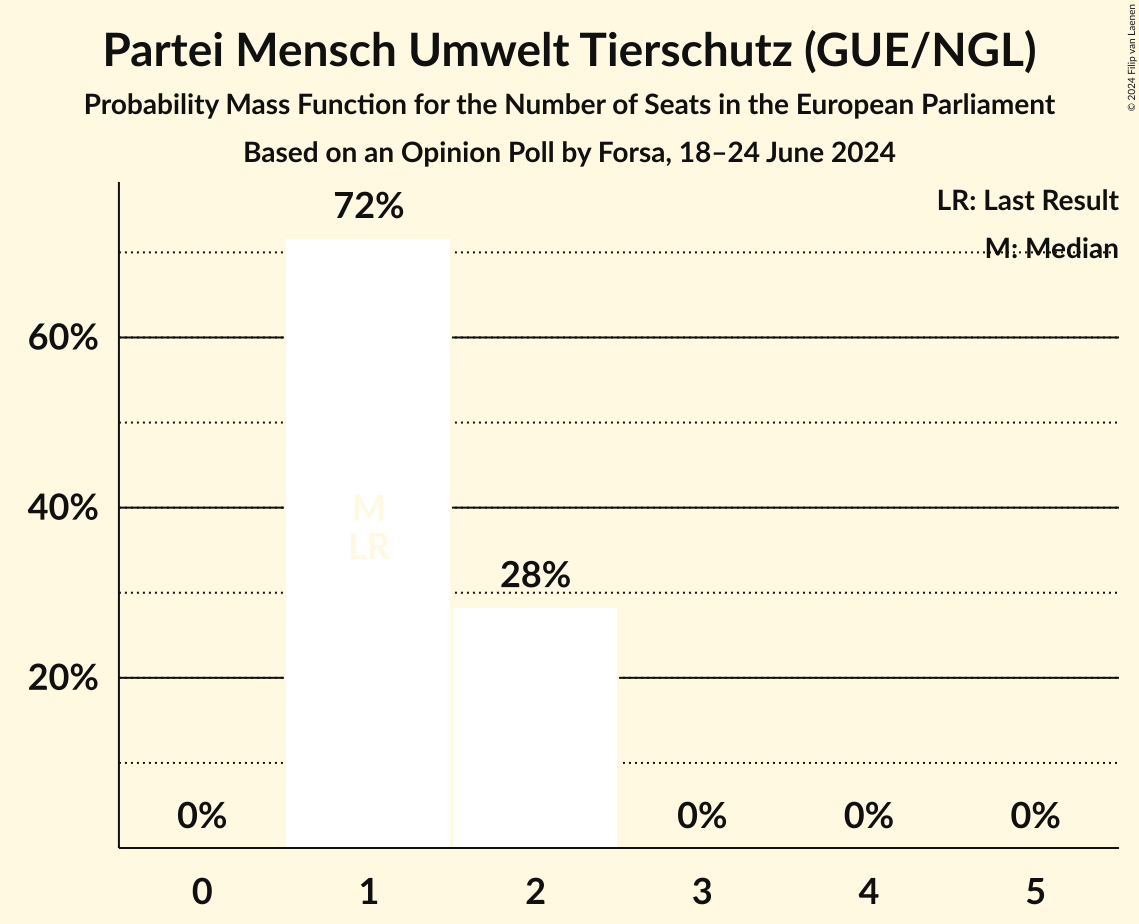 Partei Mensch Umwelt Tierschutz (GUE/NGL)
Probability Mass Function for the Number of Seats in the European Parliament
Based on an Opinion Poll by Forsa, 18–24 June 2024
© 2024 Filip van Laenen
LR: Last Result
M: Median
72%
60%
40%
M
LR
28%
20%
0%
0%
0%
0%
0
1
2
3
4
5